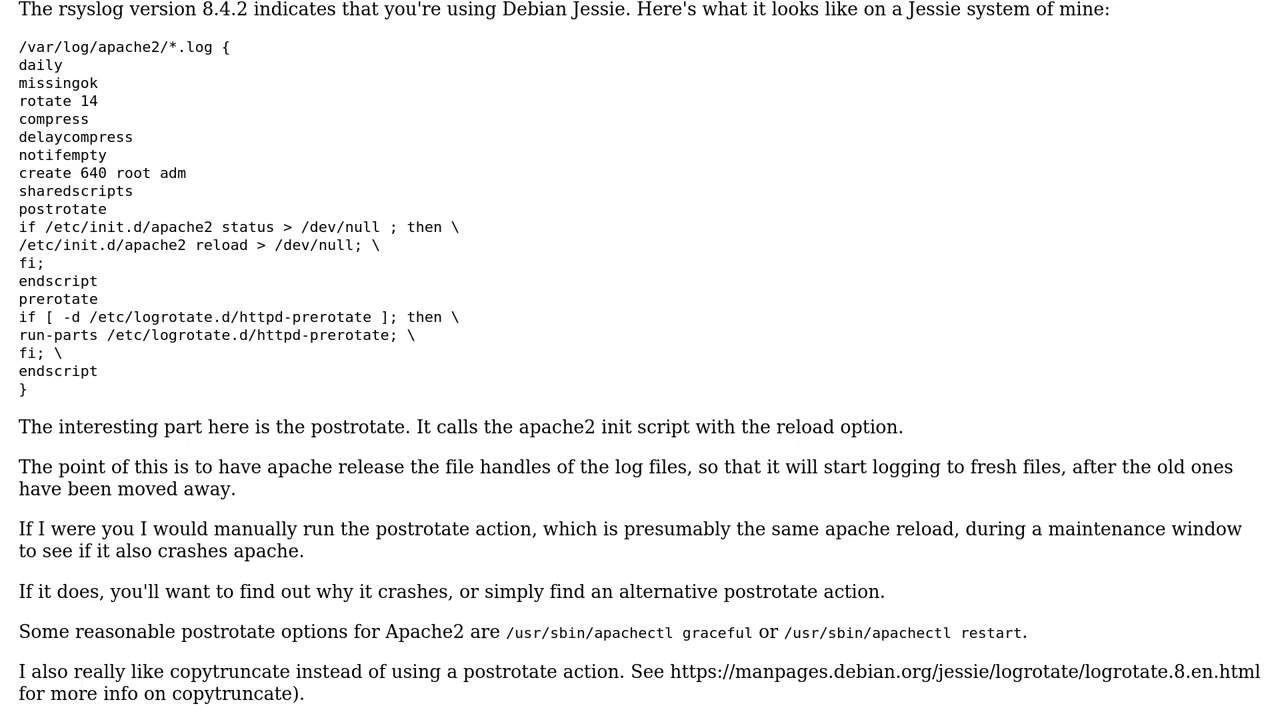 The rsyslog version 8.4.2 indicates that you're using Debian Jessie. Here's what it looks like on a Jessie system of mine:
/var/log/apache2/*.log {
daily
missingok
rotate 14
compress
delaycompress
notifempty
create 640 root adm
sharedscripts
postrotate
if /etc/init.d/apache2 status > /dev/null ; then \
/etc/init.d/apache2 reload > /dev/null; \
fi;
endscript
prerotate
if [ -d /etc/logrotate.d/httpd-prerotate ]; then \
run-parts /etc/logrotate.d/httpd-prerotate; \
fi; \
endscript
}
The interesting part here is the postrotate. It calls the apache2 init script with the reload option.
The point of this is to have apache release the file handles of the log files, so that it will start logging to fresh files, after the old ones
have been moved away.
If I were you I would manually run the postrotate action, which is presumably the same apache reload, during a maintenance window
to see if it also crashes apache.
If it does, you'll want to find out why it crashes, or simply find an alternative postrotate action.
Some reasonable postrotate options for Apache2 are /usr/sbin/apachectl graceful or /usr/sbin/apachectl restart.
I also really like copytruncate instead of using a postrotate action. See https://manpages.debian.org/jessie/logrotate/logrotate.8.en.html
for more info on copytruncate).